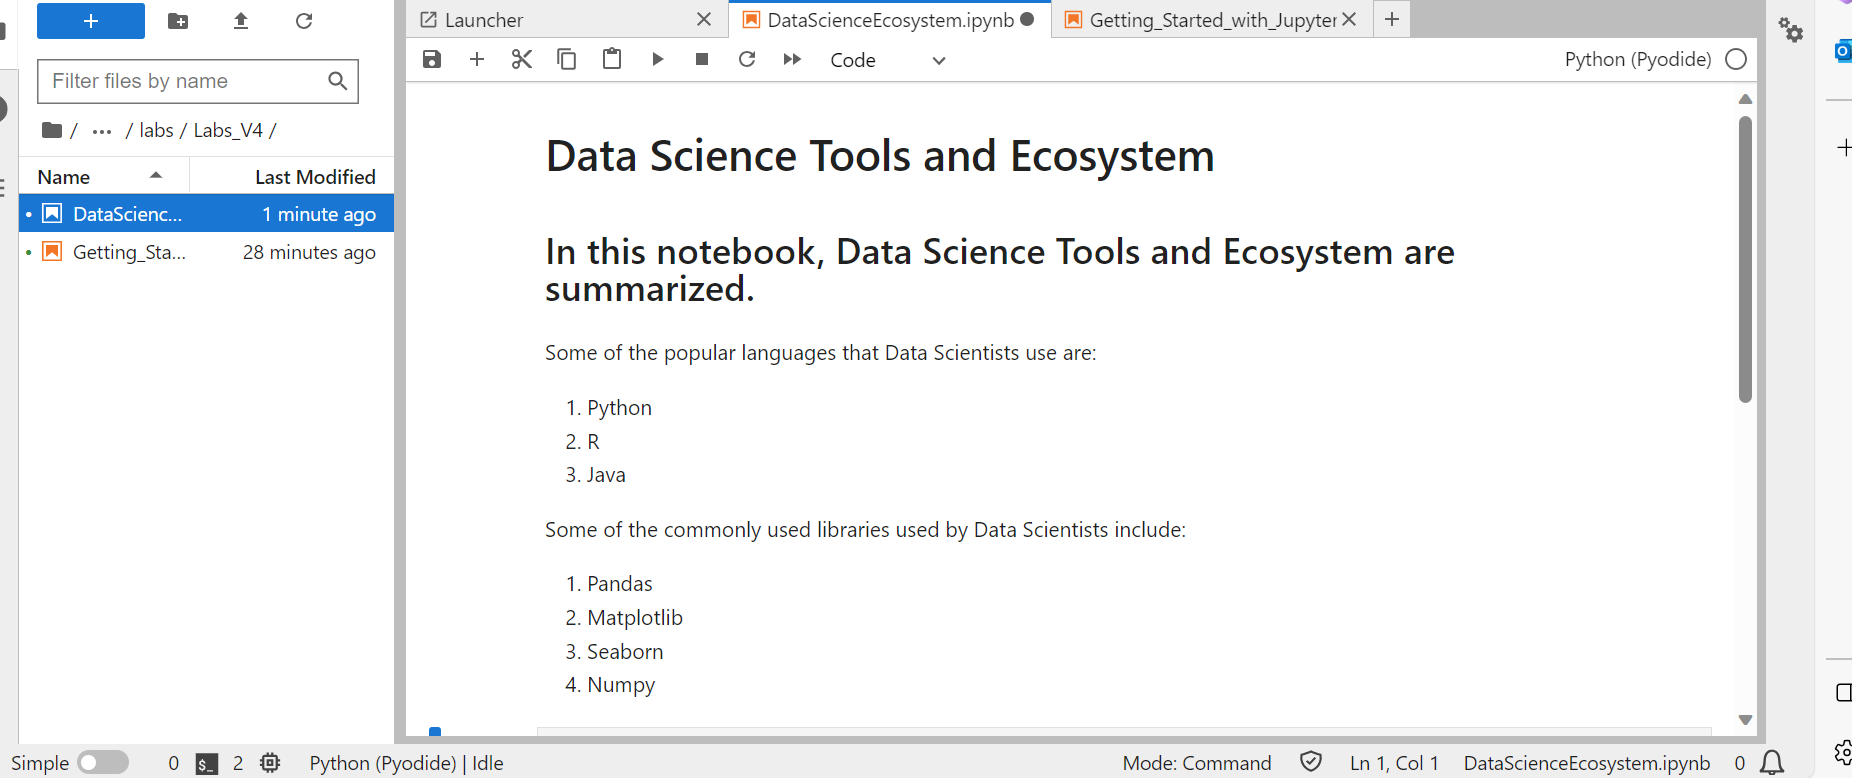 Launcher
DataScienceEcosystem.ipynb
Getting_Started_with_Jupyter
Filter files by name
Code
Python (Pyodide)
/ ... / labs / Labs_V4 /
Name Last Modified
DataScienc... 1 minute ago
Getting_Sta... 28 minutes ago
Data Science Tools and Ecosystem
In this notebook, Data Science Tools and Ecosystem are
summarized.
Some of the popular languages that Data Scientists use are:
1. Python
2. R
3. Java
Some of the commonly used libraries used by Data Scientists include:
1. Pandas
2. Matplotlib
3. Seaborn
4. Numpy
Simple 0 $_ 2 Python (Pyodide) | Idle Mode: Command Ln 1, Col 1 DataScienceEcosystem.ipynb 0